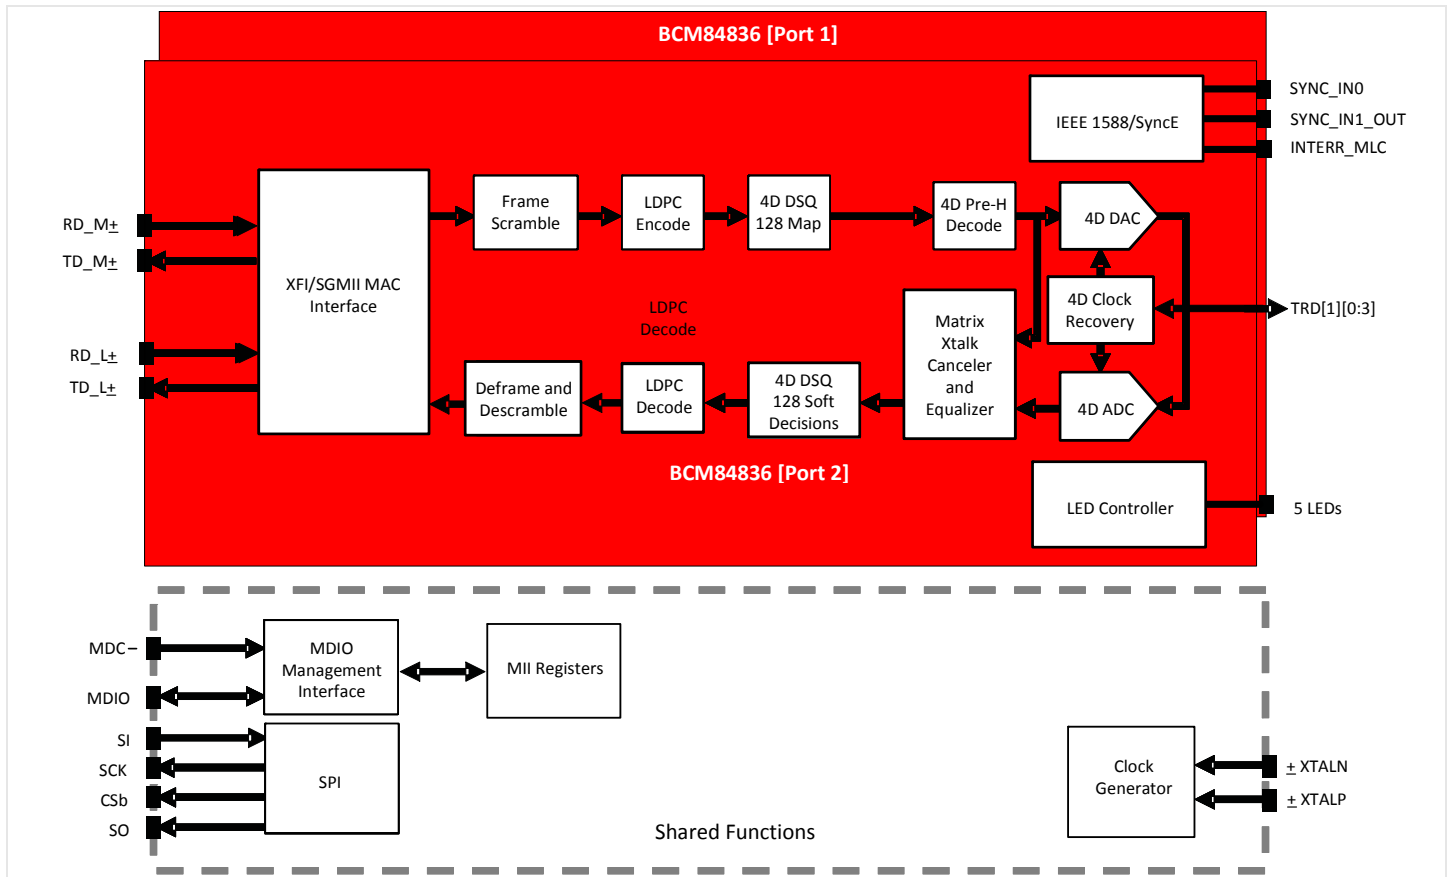 BCM84836 [Port 1]
SYNC_IN0
IEEE 1588/SyncE
SYNC_IN1_OUT
INTERR_MLC
RD_M±
TD_M±
RD_L±
TD_L±
XFI/SGMII MAC
Interface
Frame
Scramble
LDPC
Encode
4D DSQ
128 Map
4D Pre-H
Decode
4D DAC
LDPC
Decode
Matrix
Xtalk
Canceler
and
Equalizer
4D Clock
Recovery
TRD[1][0:3]
Deframe and
Descramble
LDPC
Decode
4D DSQ
128 Soft
Decisions
4D ADC
BCM84836 [Port 2]
LED Controller
5 LEDs
MDC–
MDIO
MDIO
Management
Interface
MII Registers
SI
SCK
CSb
SO
SPI
Clock
Generator
± XTALN
± XTALP
Shared Functions